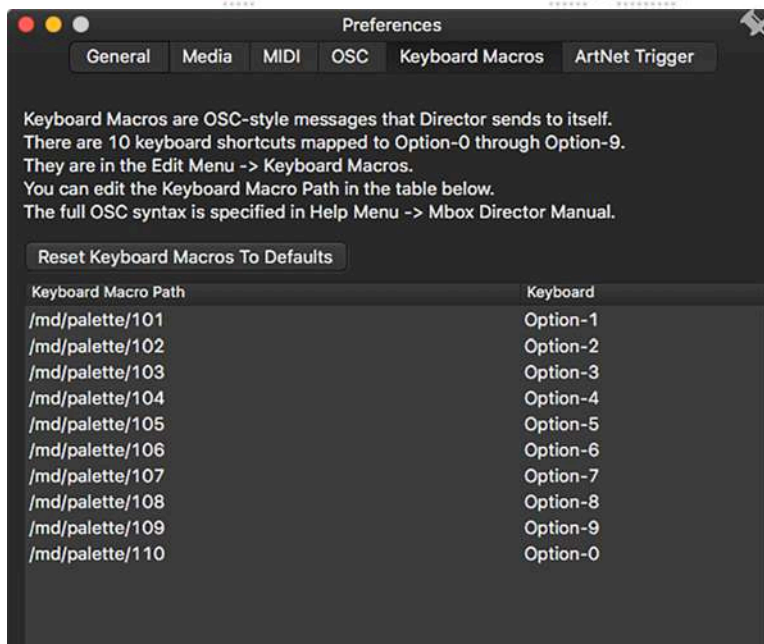 Preferences
General Media MIDI OSC Keyboard Macros ArtNet Trigger
Keyboard Macros are OSC-style messages that Director sends to itself.
There are 10 keyboard shortcuts mapped to Option-0 through Option-9.
They are in the Edit Menu -> Keyboard Macros.
You can edit the Keyboard Macro Path in the table below.
The full OSC syntax is specified in Help Menu -> Mbox Director Manual.
Reset Keyboard Macros To Defaults
Keyboard Macro Path Keyboard
/md/palette/101 Option-1
/md/palette/102 Option-2
/md/palette/103 Option-3
/md/palette/104 Option-4
/md/palette/105 Option-5
/md/palette/106 Option-6
/md/palette/107 Option-7
/md/palette/108 Option-8
/md/palette/109 Option-9
/md/palette/110 Option-0